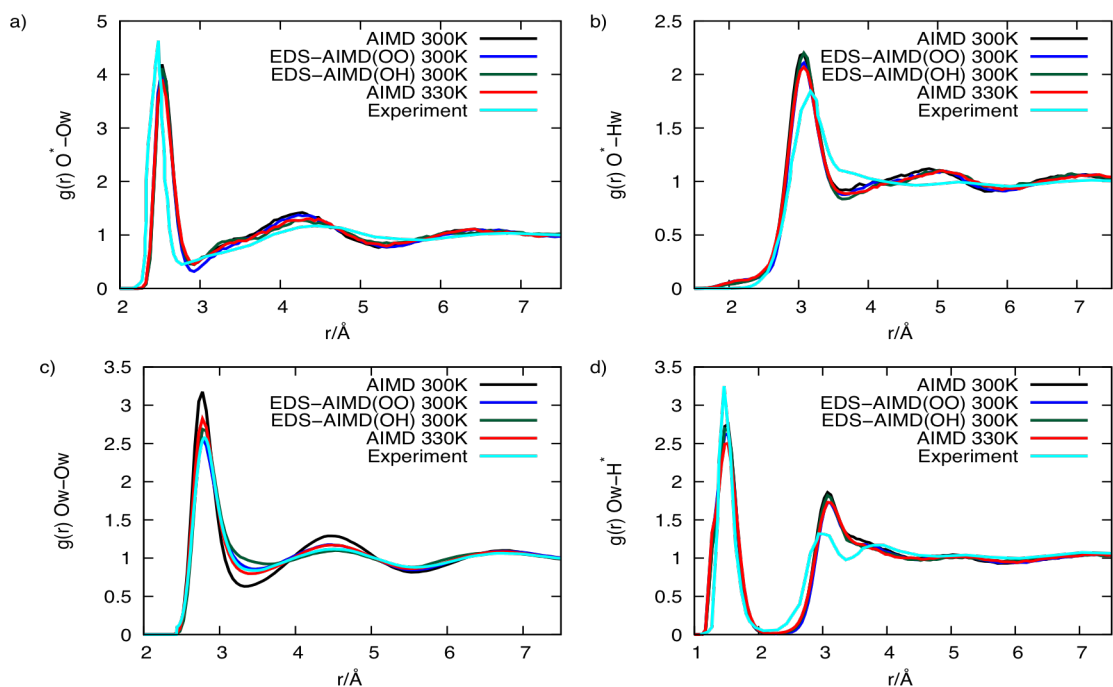 a)
5
4
3
2
1
0
g(r) O*-Ow
AIMD 300K
EDS-AIMD(OO) 300K
EDS-AIMD(OH) 300K
AIMD 330K
Experiment
2 3 4 5 6 7
r/Å
b)
2.5
2
1.5
1
0.5
0
g(r) O*-Hw
AIMD 300K
EDS-AIMD(OO) 300K
EDS-AIMD(OH) 300K
AIMD 330K
Experiment
2 3 4 5 6 7
r/Å
c)
3.5
3
2.5
2
1.5
1
0.5
0
g(r) Ow-Ow
AIMD 300K
EDS-AIMD(OO) 300K
EDS-AIMD(OH) 300K
AIMD 330K
Experiment
2 3 4 5 6 7
r/Å
d)
3.5
3
2.5
2
1.5
1
0.5
0
g(r) Ow-H*
AIMD 300K
EDS-AIMD(OO) 300K
EDS-AIMD(OH) 300K
AIMD 330K
Experiment
1 2 3 4 5 6 7
r/Å